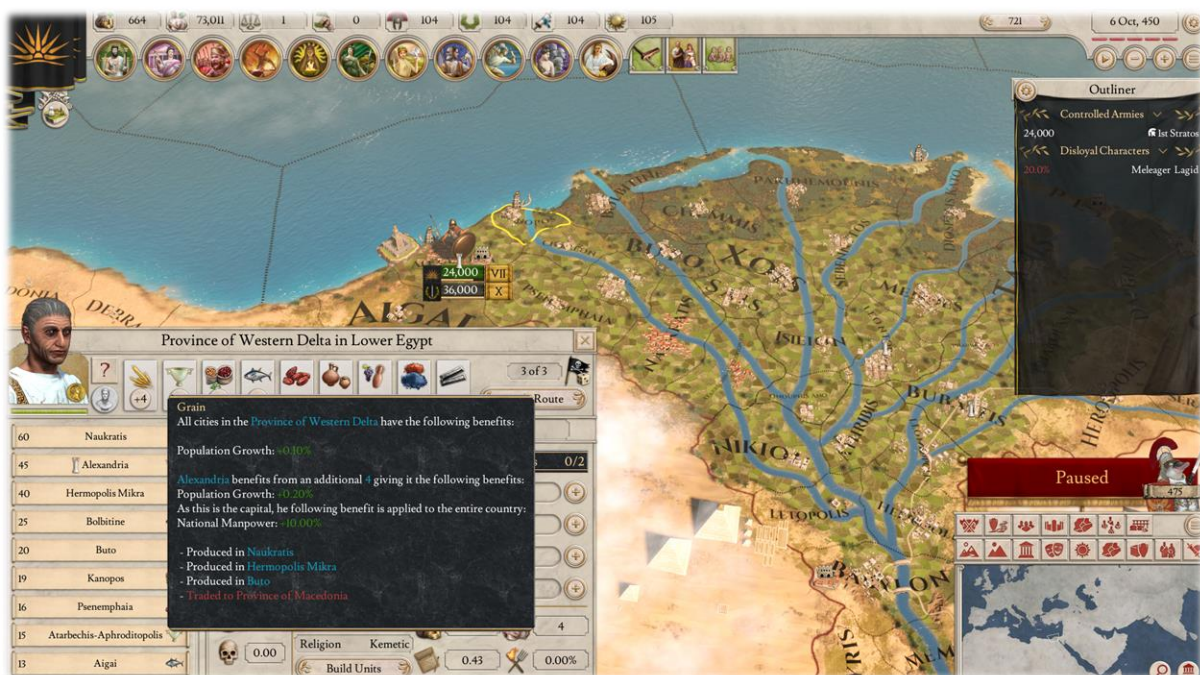 664
73,011
1
0
104
104
104
105
721
6 Oct, 450
Outliner
Controlled Armies
24,000
1st Stratos
Disloyal Characters
20.0%
Meleager Lagid
24,000 VII
36,000 X
XOIS
ISILION
NIKIO
LETOPOLIS
BABYLON
Paused
475
Province of Western Delta in Lower Egypt
?
+4
3 of 3
Route
0/2
60 Naukratis
45 Alexandria
40 Hermopolis Mikra
25 Bolbitine
20 Buto
19 Kanopos
16 Psenemphaia
15 Atarbechis-Aphroditopolis
13 Aigai
Grain
All cities in the Province of Western Delta have the following benefits:
Population Growth: +0.10%
Alexandria benefits from an additional 4 giving it the following benefits:
Population Growth: +0.20%
As this is the capital, he following benefit is applied to the entire country:
National Manpower: +10.00%
- Produced in Naukratis
- Produced in Hermopolis Mikra
- Produced in Buto
- Traded to Province of Macedonia
4
0.00
Religion Kemetic
Build Units
0.43
0.00%